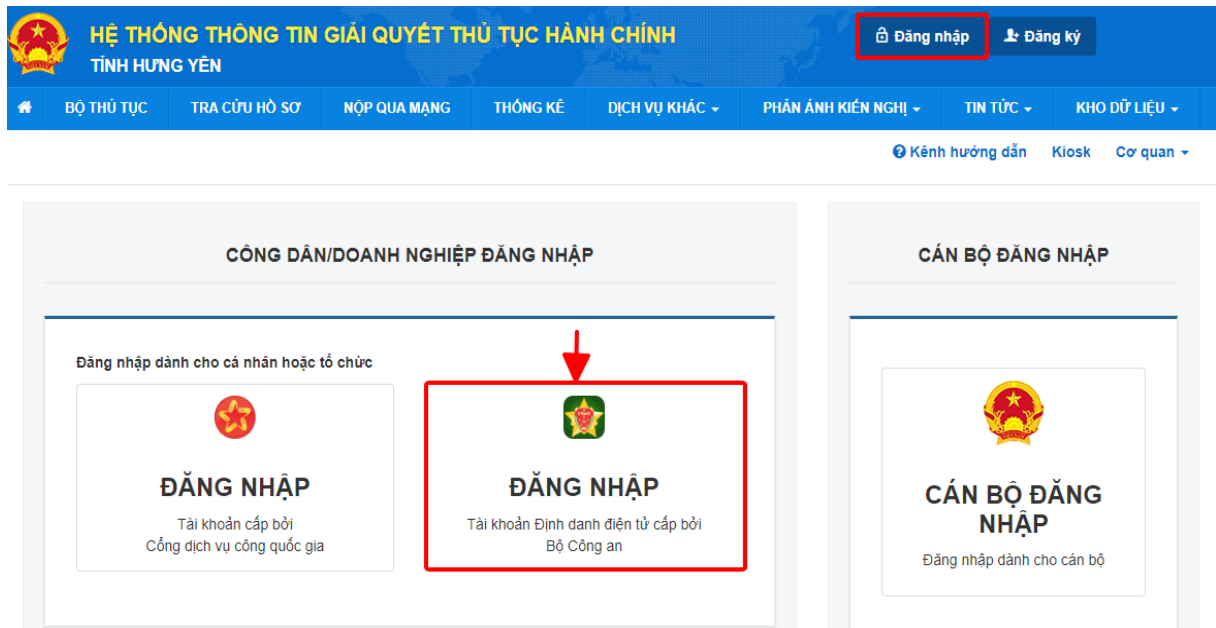 HỆ THỐNG THÔNG TIN GIẢI QUYẾT THỦ TỤC HÀNH CHÍNH
TỈNH HƯNG YÊN
Đăng nhập
Đăng ký
BỘ THỦ TỤC
TRA CỨU HỒ SƠ
NỘP QUA MẠNG
THỐNG KÊ
DỊCH VỤ KHÁC
PHẢN ÁNH KIẾN NGHỊ
TIN TỨC
KHO DỮ LIỆU
Kênh hướng dẫn
Kiosk
Cơ quan
CÔNG DÂN/DOANH NGHIỆP ĐĂNG NHẬP
Đăng nhập dành cho cá nhân hoặc tổ chức
ĐĂNG NHẬP
Tài khoản cấp bởi
Cổng dịch vụ công quốc gia
ĐĂNG NHẬP
Tài khoản Định danh điện tử cấp bởi
Bộ Công an
CÁN BỘ ĐĂNG NHẬP
CÁN BỘ ĐĂNG
NHẬP
Đăng nhập dành cho cán bộ